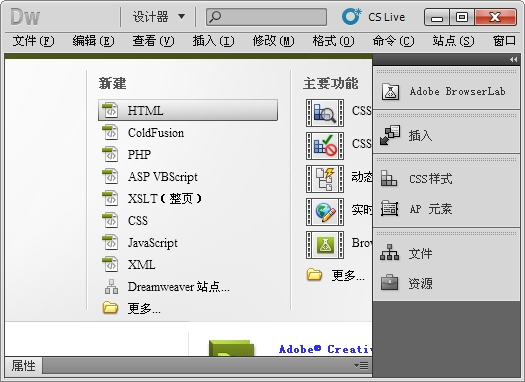 Dw 设计器 CS Live
文件(F) 编辑(E) 查看(V) 插入(I) 修改(M) 格式(O) 命令(C) 站点(S) 窗口
新建
HTML
ColdFusion
PHP
ASP VBScript
XSLT（整页）
CSS
JavaScript
XML
Dreamweaver 站点...
更多...
主要功能
CSS
CSS
动态
实时
Brow
更多...
Adobe BrowserLab
插入
CSS样式
AP 元素
文件
资源
Adobe® Creativ
属性